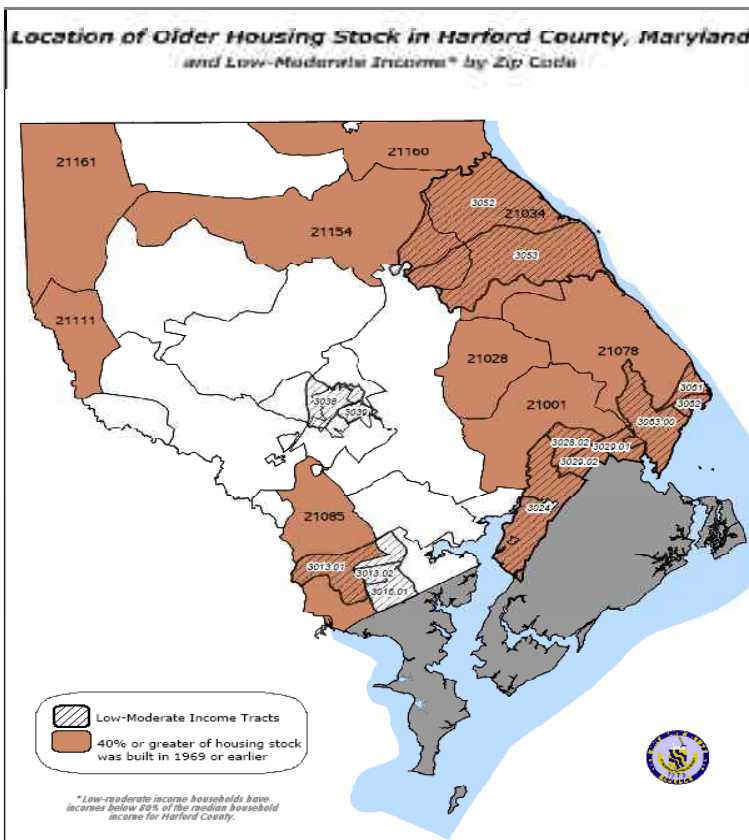 Location of Older Housing Stock in Harford County, Maryland
and Low-Moderate Income* by Zip Code
21160
21161
3052
21034
21154
3053
21111
21028
21078
3061
3038
3062
3039
21001
3063.00
3028.02
3029.01
3029.02
3024
21085
3013.01
3013.02
3016.01
Low-Moderate Income Tracts
40% or greater of housing stock
was built in 1969 or earlier
* Low-moderate income households have
incomes below 80% of the median household
income for Harford County.